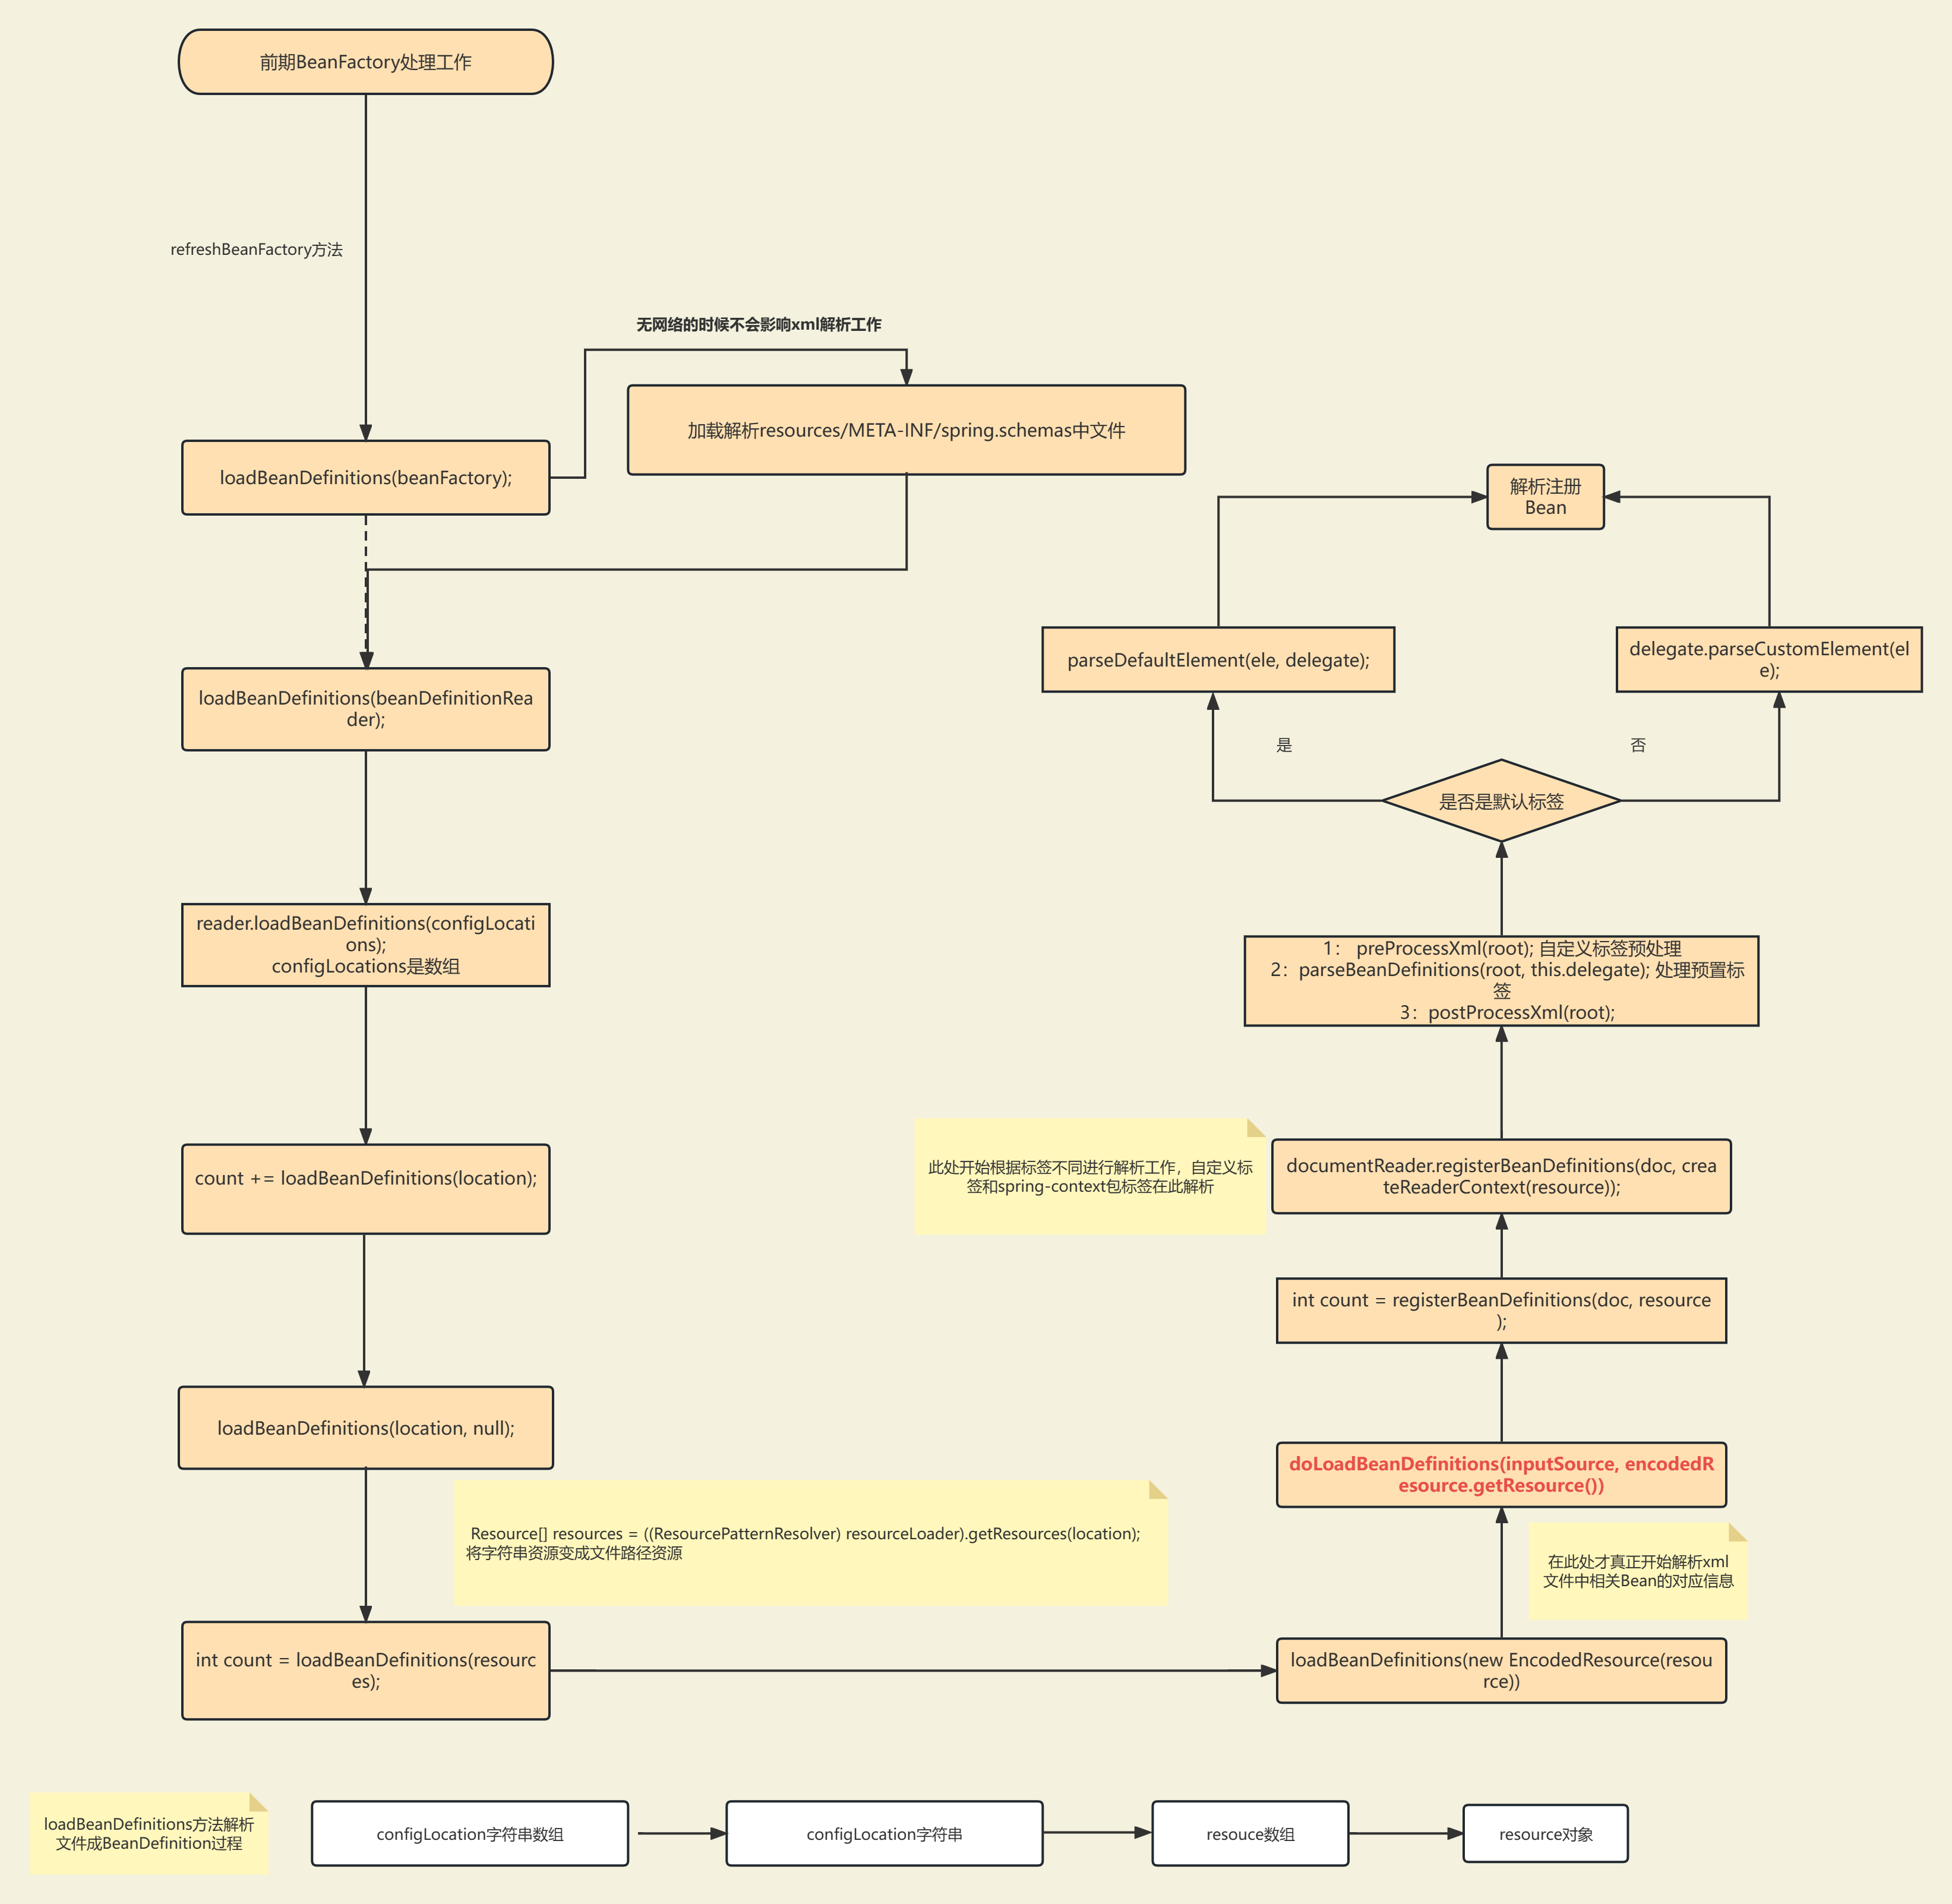 前期BeanFactory处理工作
refreshBeanFactory方法
无网络的时候不会影响xml解析工作
加载解析resources/META-INF/spring.schemas中文件
loadBeanDefinitions(beanFactory);
loadBeanDefinitions(beanDefinitionRea
der);
reader.loadBeanDefinitions(configLocati
ons);
configLocations是数组
count += loadBeanDefinitions(location);
loadBeanDefinitions(location, null);
Resource[] resources = ((ResourcePatternResolver) resourceLoader).getResources(location);
将字符串资源变成文件路径资源
int count = loadBeanDefinitions(resourc
es);
loadBeanDefinitions(new EncodedResource(resou
rce))
在此处才真正开始解析xml
文件中相关Bean的对应信息
doLoadBeanDefinitions(inputSource, encodedR
esource.getResource())
int count = registerBeanDefinitions(doc, resource
);
documentReader.registerBeanDefinitions(doc, crea
teReaderContext(resource));
此处开始根据标签不同进行解析工作，自定义标
签和spring-context包标签在此解析
1： preProcessXml(root); 自定义标签预处理
2：parseBeanDefinitions(root, this.delegate); 处理预置标
签
3：postProcessXml(root);
是否是默认标签
是
否
parseDefaultElement(ele, delegate);
delegate.parseCustomElement(el
e);
解析注册
Bean
loadBeanDefinitions方法解析
文件成BeanDefinition过程
configLocation字符串数组
configLocation字符串
resouce数组
resource对象